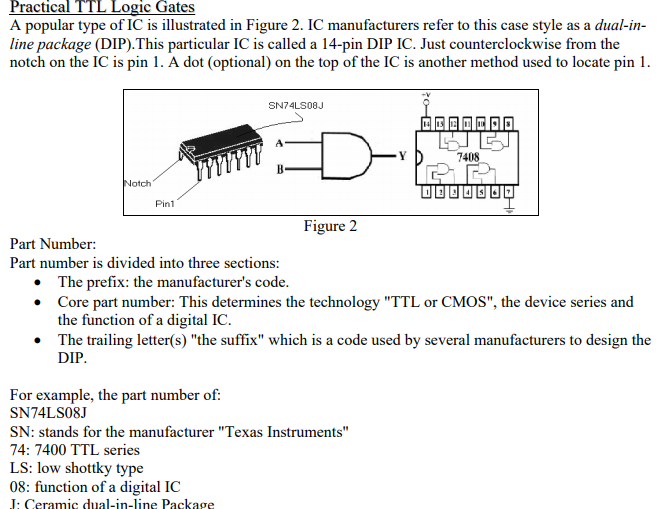 Practical TTL Logic Gates
A popular type of IC is illustrated in Figure 2. IC manufacturers refer to this case style as a dual-in-
line package (DIP).This particular IC is called a 14-pin DIP IC. Just counterclockwise from the
notch on the IC is pin 1. A dot (optional) on the top of the IC is another method used to locate pin 1.
SN74LS08J
+V
14 13 12 11 10 9 8
A
B
Y
7408
Notch
Pin1
1 2 3 4 5 6 7
Figure 2
Part Number:
Part number is divided into three sections:
• The prefix: the manufacturer's code.
• Core part number: This determines the technology "TTL or CMOS", the device series and
the function of a digital IC.
• The trailing letter(s) "the suffix" which is a code used by several manufacturers to design the
DIP.
For example, the part number of:
SN74LS08J
SN: stands for the manufacturer "Texas Instruments"
74: 7400 TTL series
LS: low shottky type
08: function of a digital IC
J: Ceramic dual-in-line Package